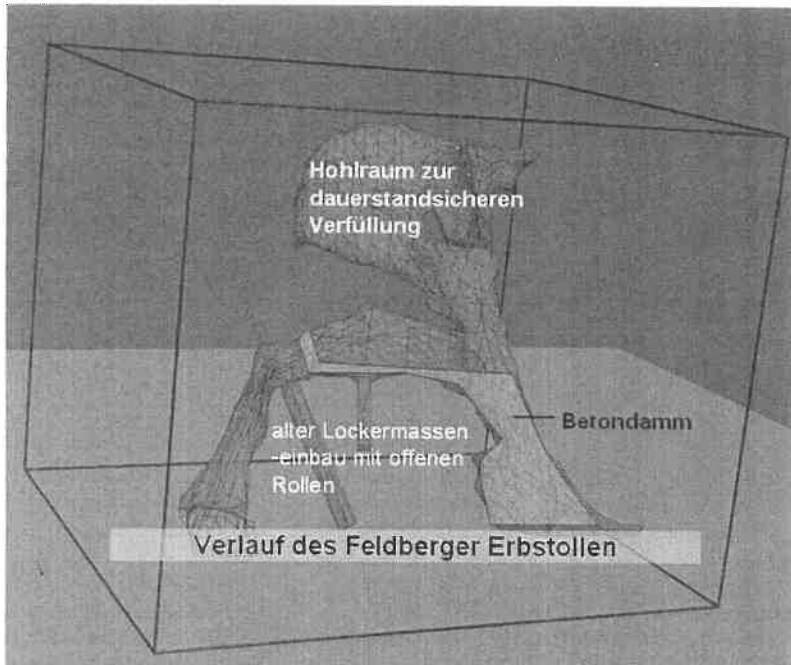 Hohlraum zur
dauerstandsicheren
Verfüllung
Betondamm
alter Lockermassen
-einbau mit offenen
Rollen
Verlauf des Feldberger Erbstollen